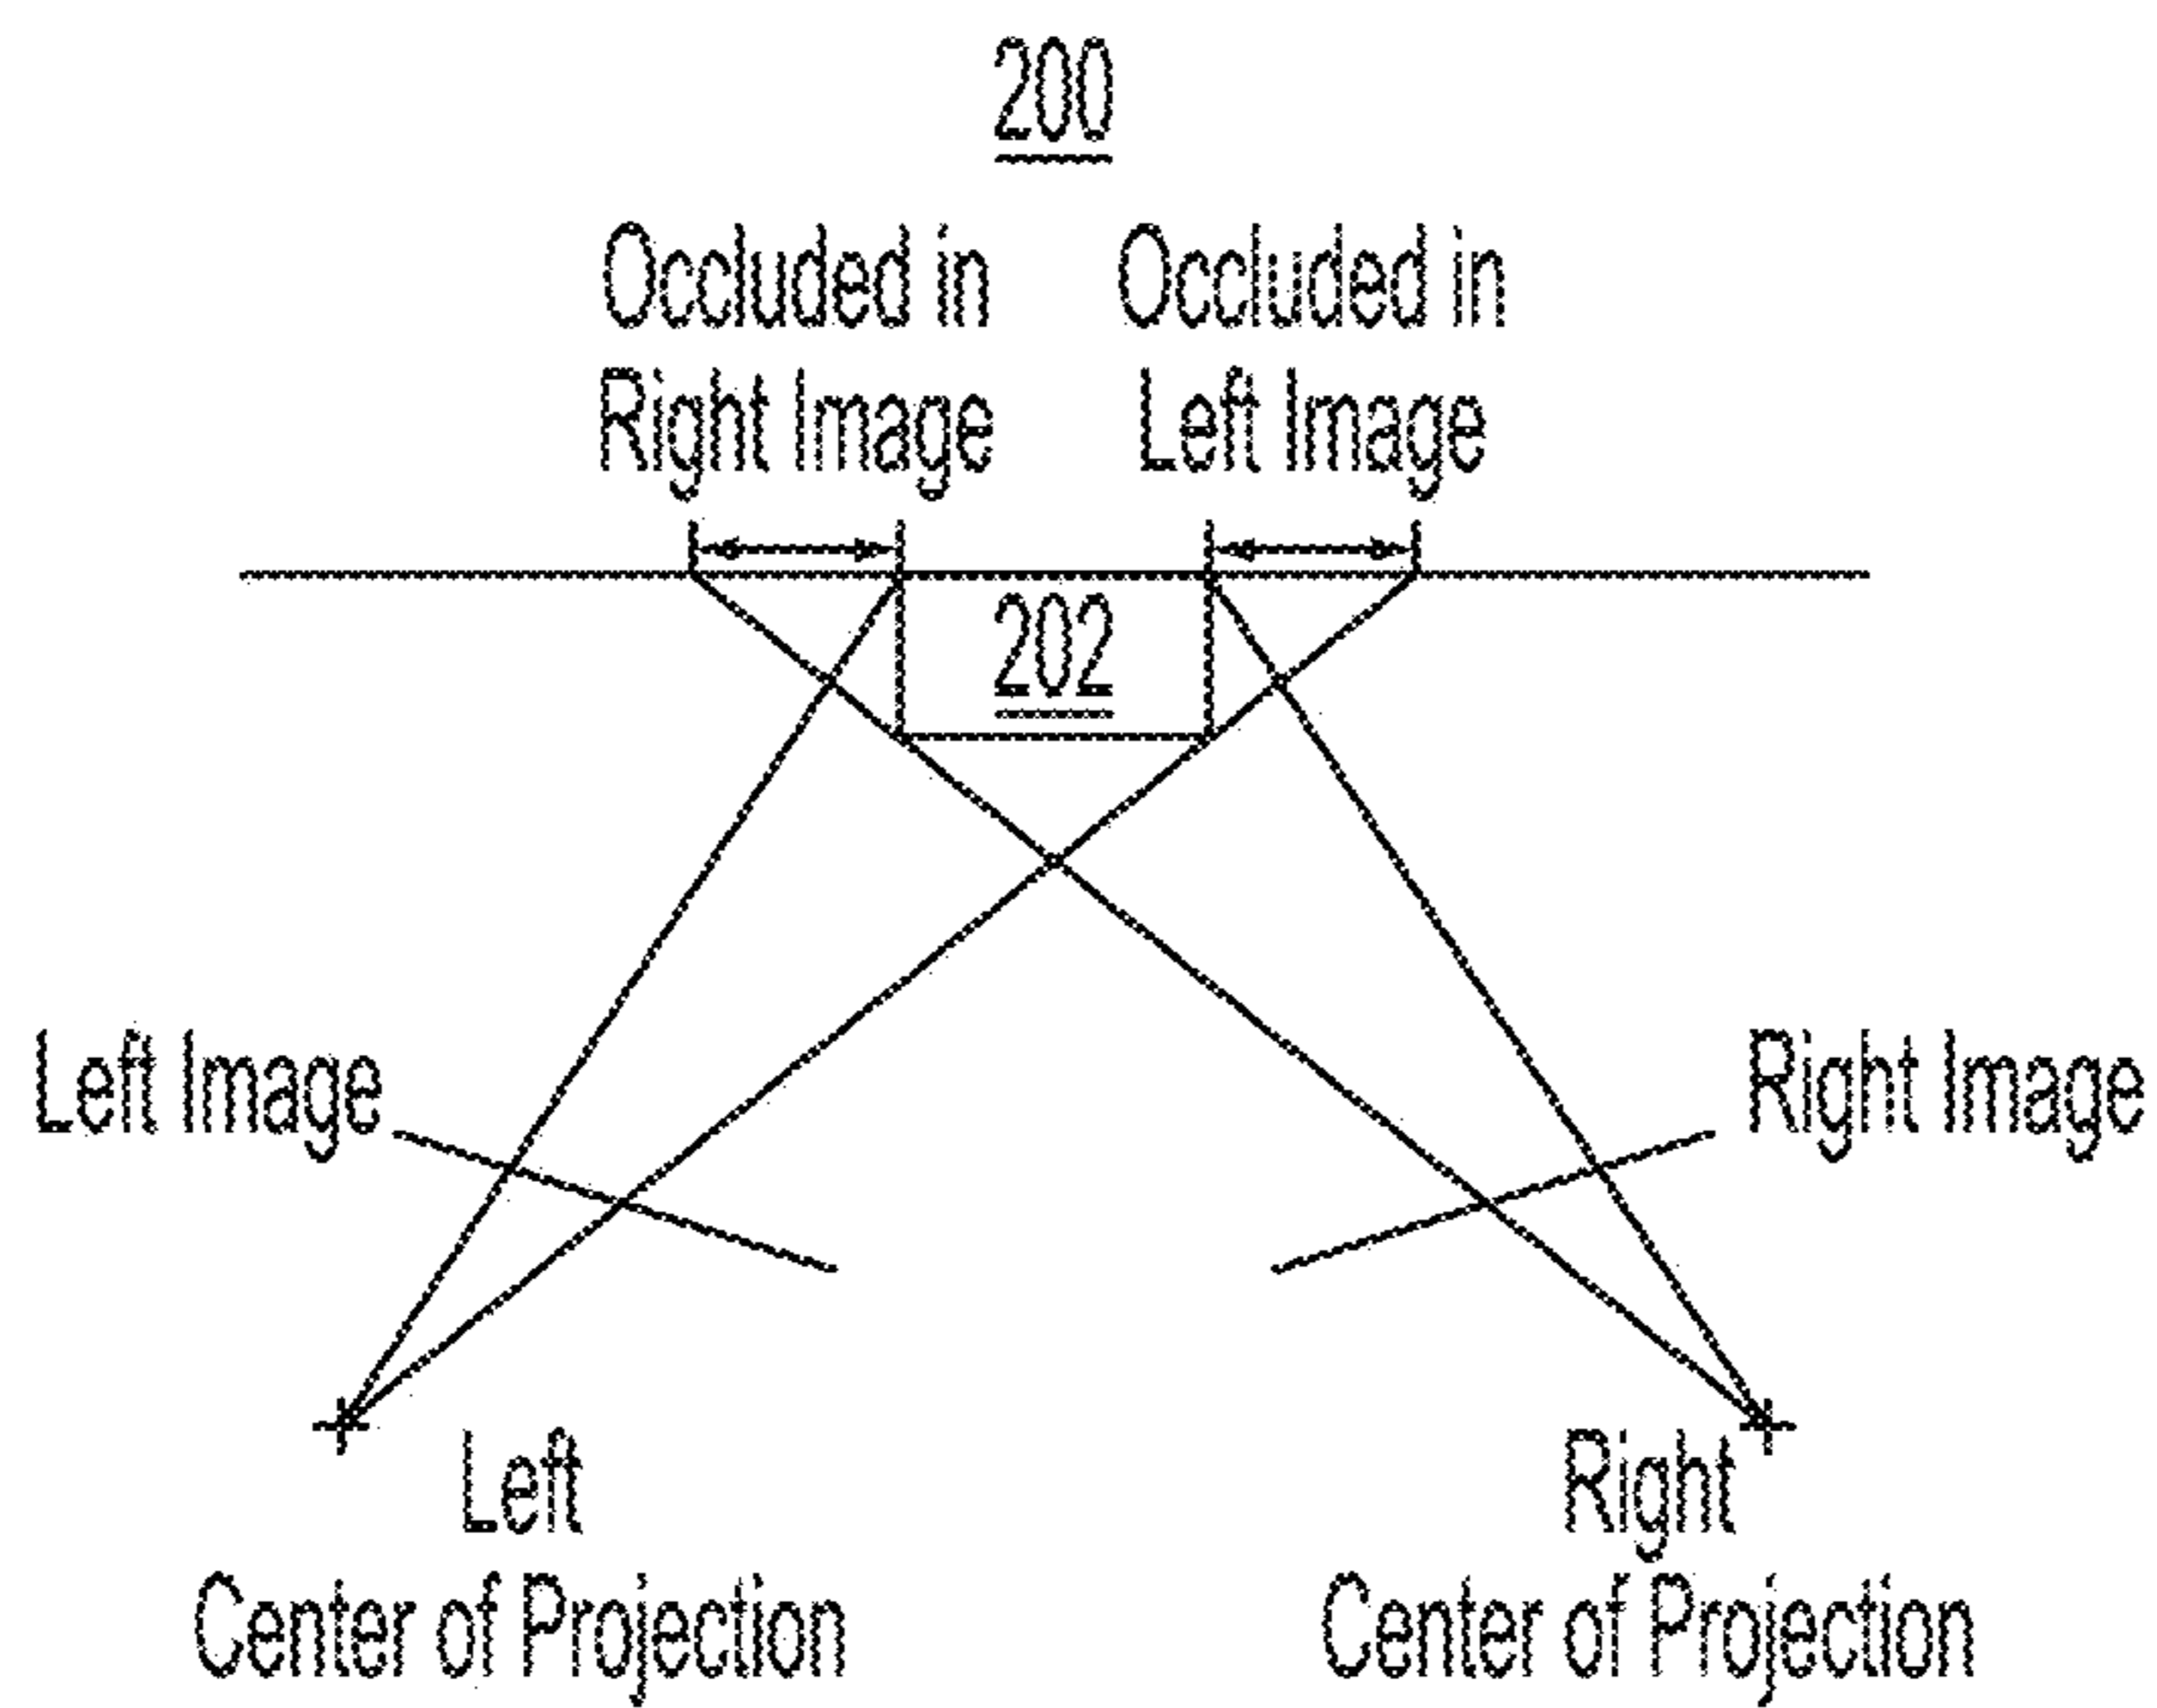 200
Occluded in
Right Image
Occluded in
Left Image
202
Left Image
Right Image
Left
Center of Projection
Right
Center of Projection